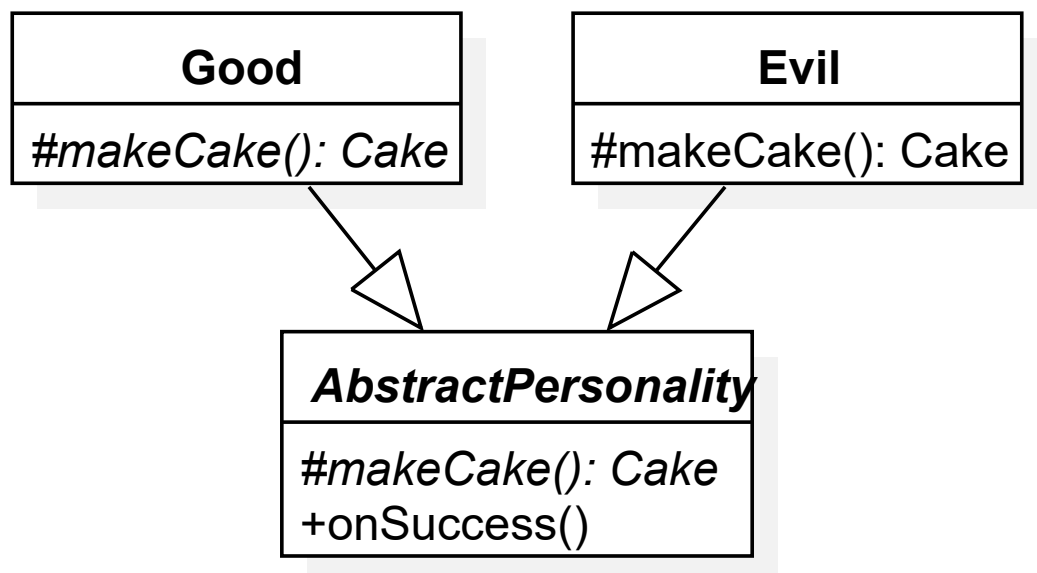 Good
#makeCake(): Cake
Evil
#makeCake(): Cake
AbstractPersonality
#makeCake(): Cake
+onSuccess()